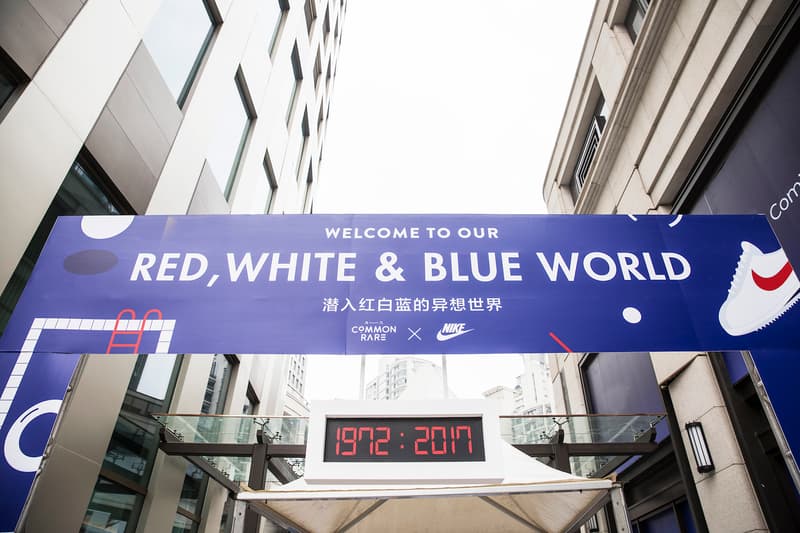 WELCOME TO OUR
RED, WHITE & BLUE WORLD
潜入红白蓝的异想世界
COMMON RARE × NIKE
1972:2017
Com